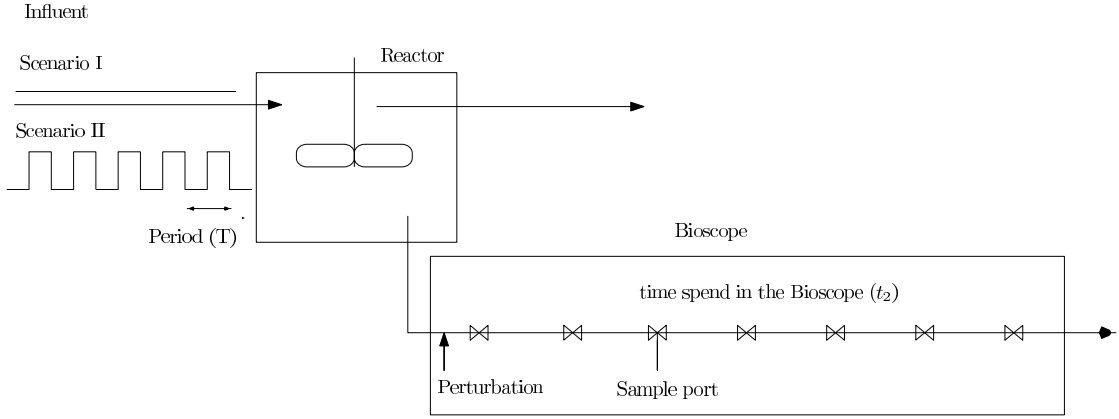 Influent
Scenario I
Reactor
Scenario II
Period (T)
Bioscope
time spend in the Bioscope (t₂)
Perturbation
Sample port